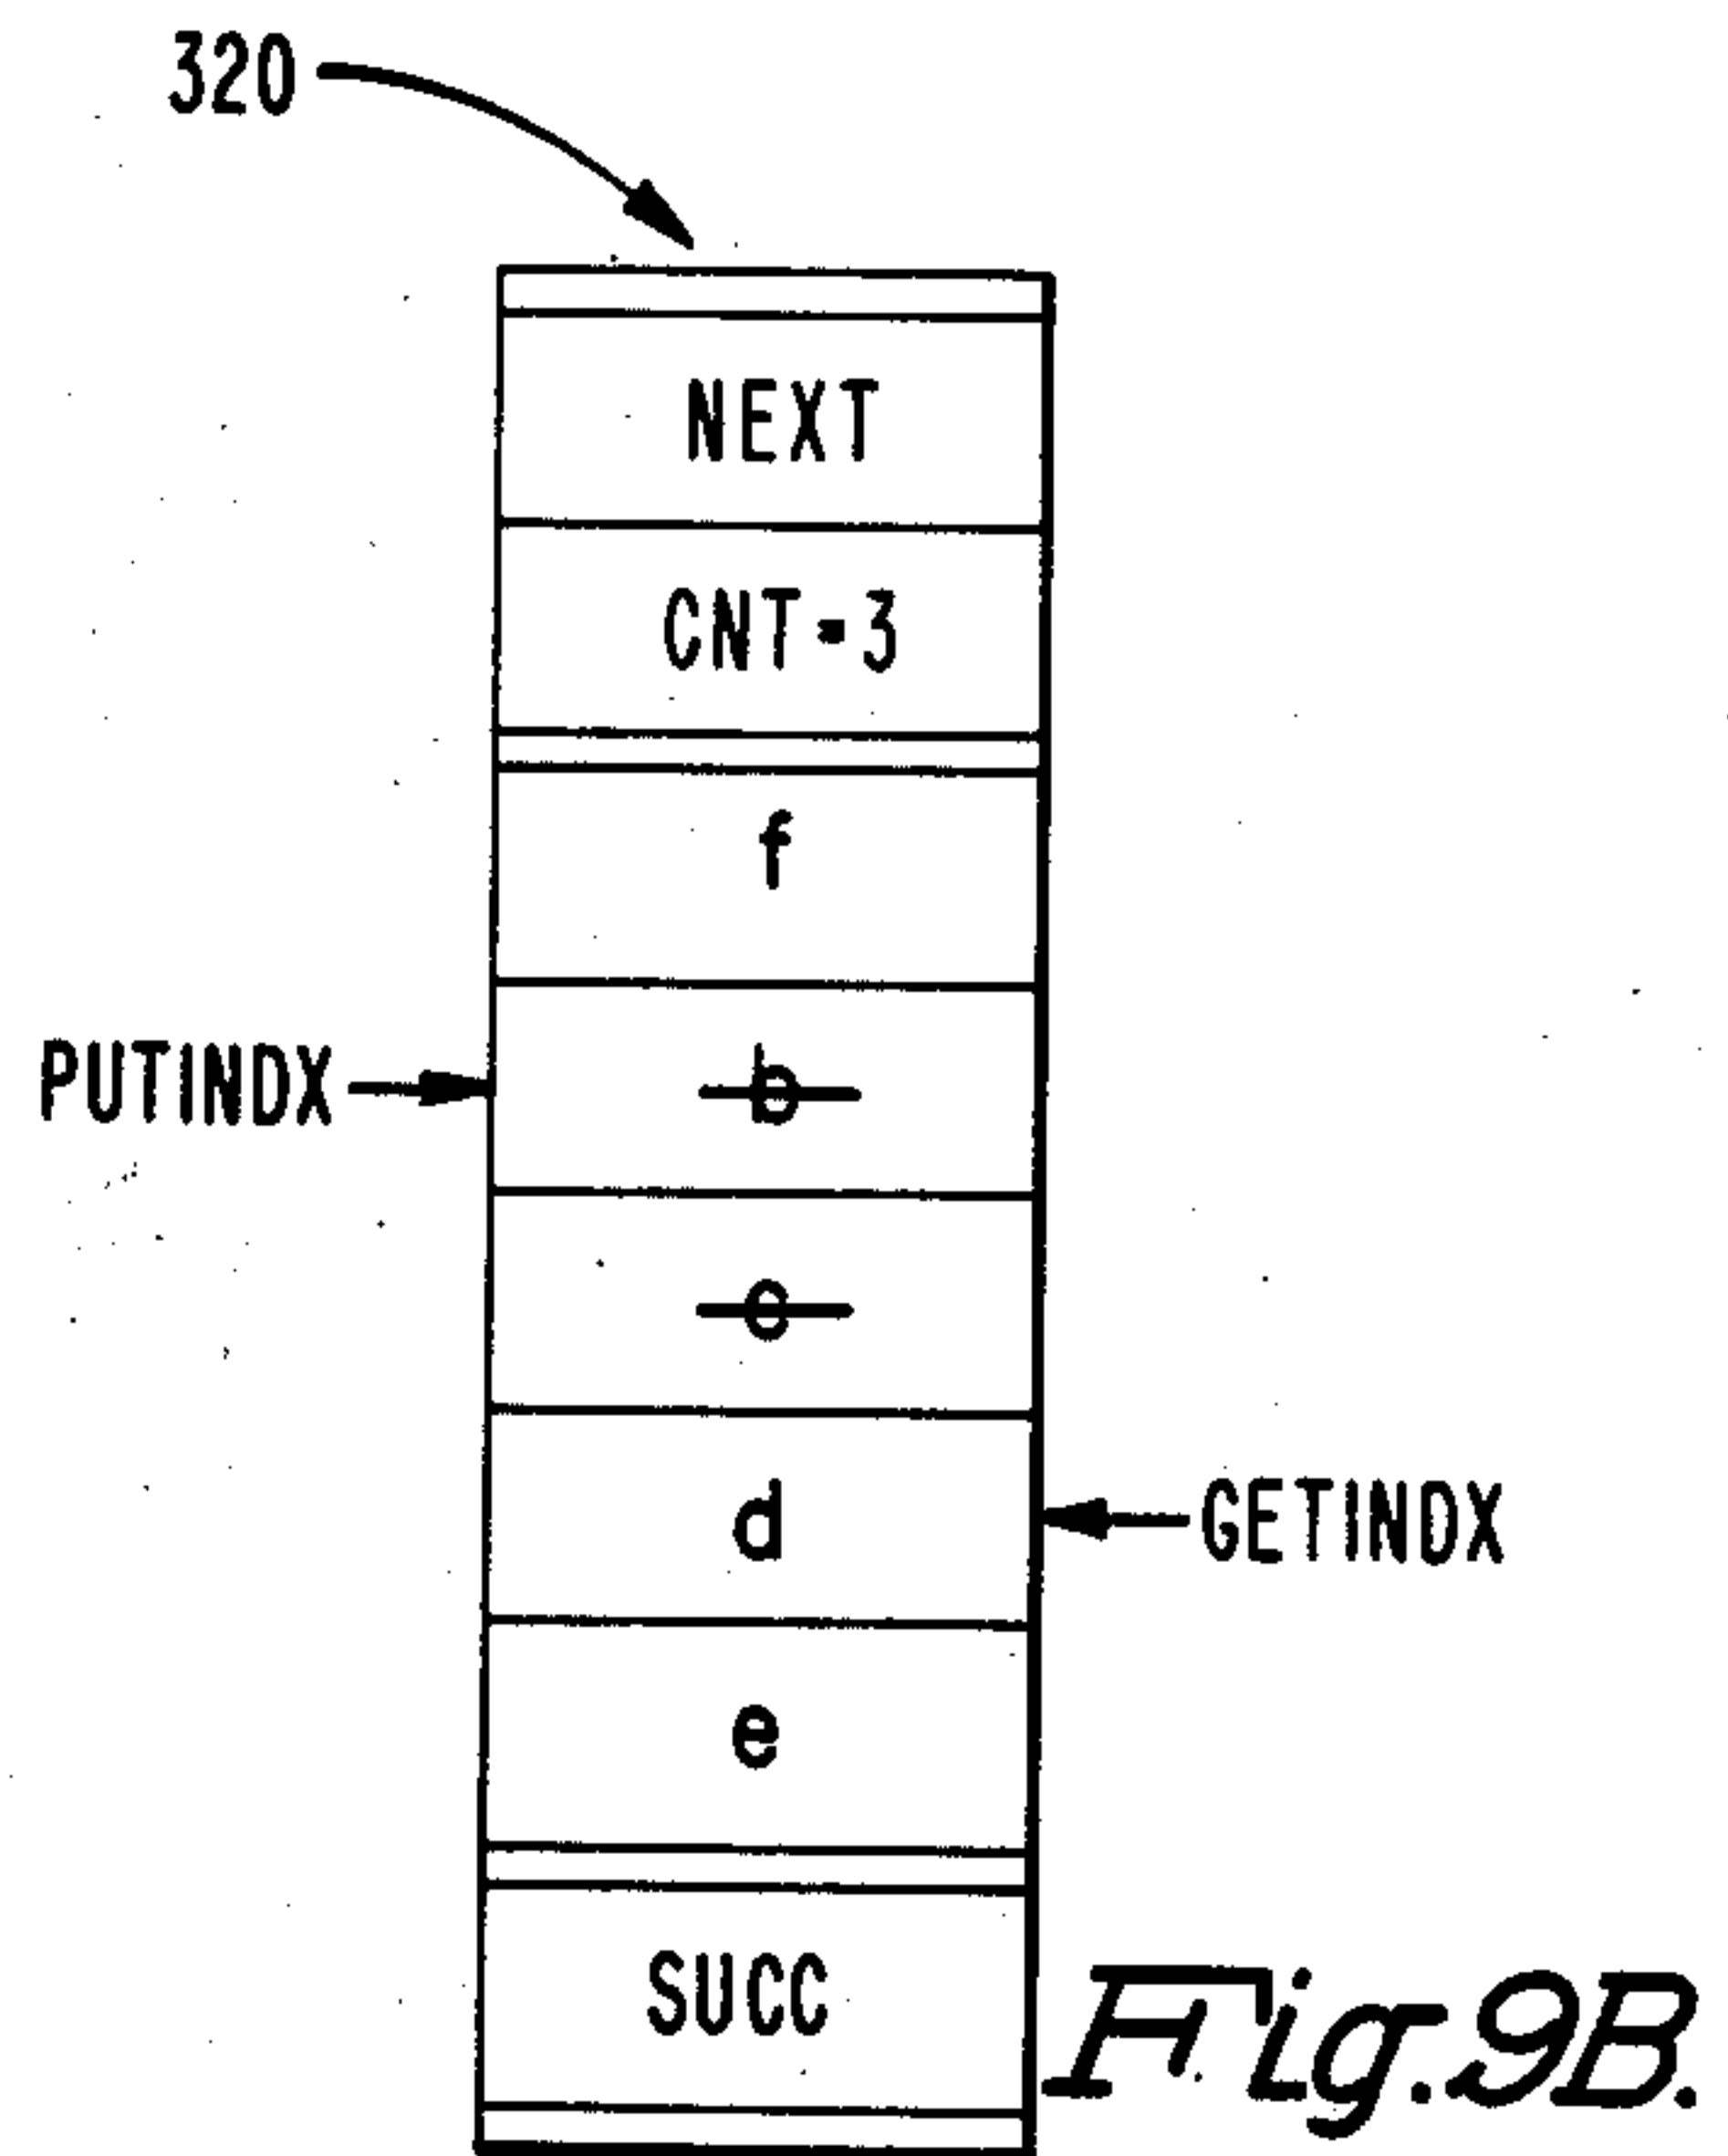 320
NEXT
CNT=3
f
PUTINDX
b
c
d
GETINDX
e
SUCC
Fig.9B.